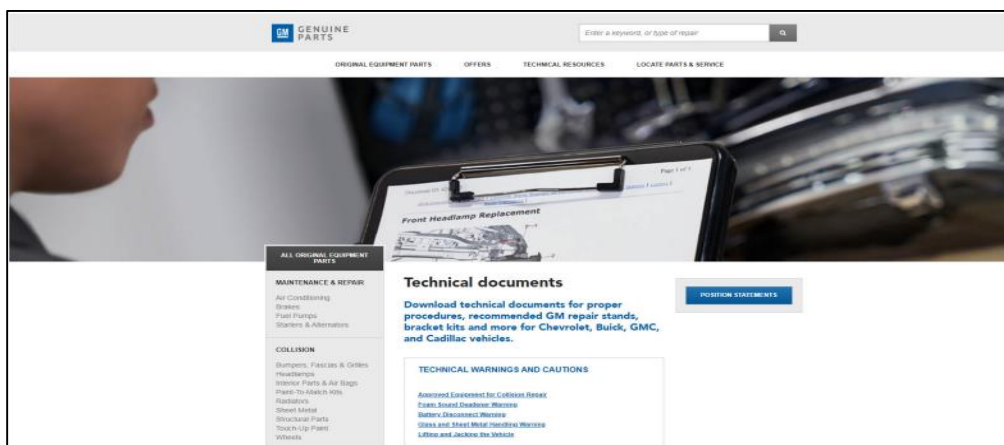 GM
GENUINE
PARTS
Enter a keyword, or type of repair
ORIGINAL EQUIPMENT PARTS
OFFERS
TECHNICAL RESOURCES
LOCATE PARTS & SERVICE
Page 1 of 1
Front Headlamp Replacement
ALL ORIGINAL EQUIPMENT
PARTS
MAINTENANCE & REPAIR
Air Conditioning
Brakes
Fuel Pumps
Starters & Alternators
COLLISION
Bumpers, Fascias & Grilles
Headlamps
Interior Parts & Air Bags
Paint-To-Match Kits
Radiators
Sheet Metal
Structural Parts
Touch-Up Paint
Wheels
Technical documents
Download technical documents for proper
procedures, recommended GM repair stands,
bracket kits and more for Chevrolet, Buick, GMC,
and Cadillac vehicles.
TECHNICAL WARNINGS AND CAUTIONS
Approved Equipment for Collision Repair
Foam Sound Deadener Warning
Battery Disconnect Warning
Glass and Sheet Metal Handling Warning
Lifting and Jacking the Vehicle
POSITION STATEMENTS